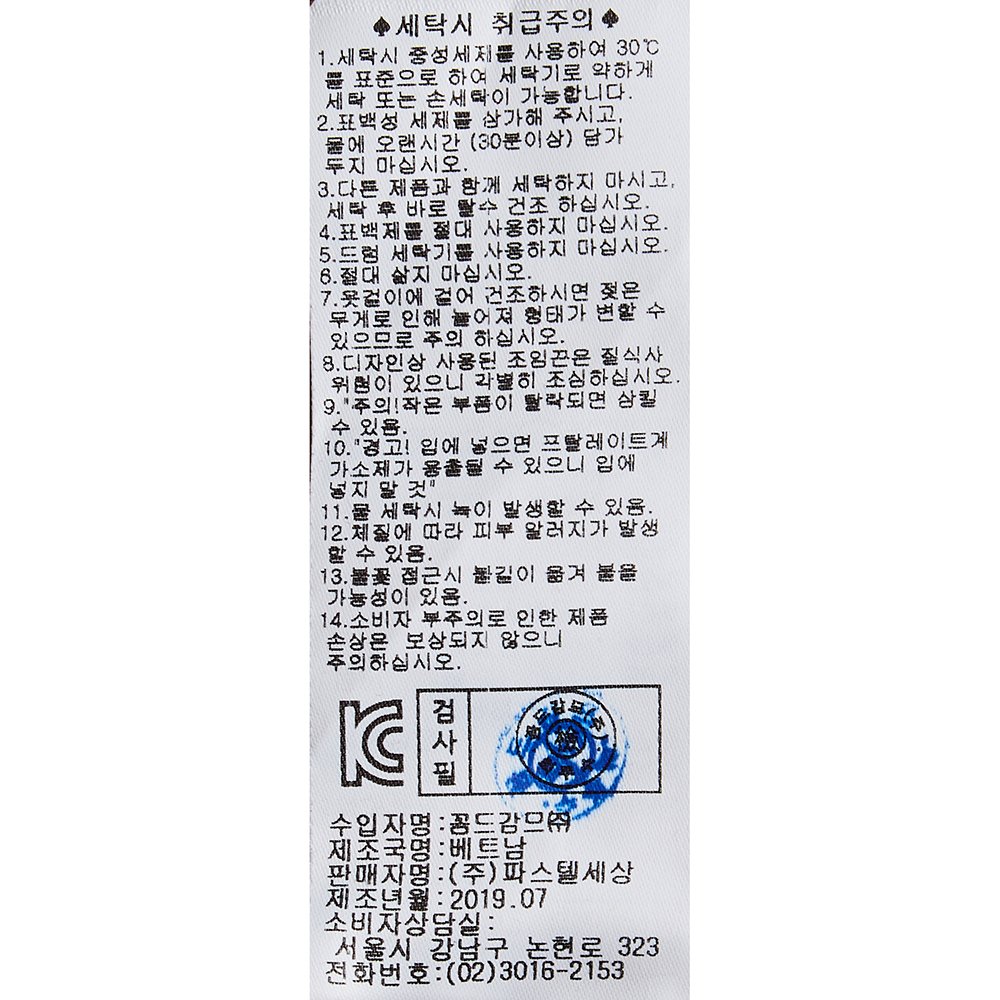 ♠세탁시 취급주의♠
1.세탁시 중성세제를 사용하여 30℃
를 표준으로 하여 세탁기로 약하게
세탁 또는 손세탁이 가능합니다.
2.표백성 세제를 삼가해 주시고,
물에 오랜시간 (30분이상) 담가
두지 마십시오.
3.다른 제품과 함께 세탁하지 마시고,
세탁 후 바로 탈수 건조 하십시오.
4.표백제를 절대 사용하지 마십시오.
5.드럼 세탁기를 사용하지 마십시오.
6.절대 삶지 마십시오.
7.옷걸이에 걸어 건조하시면 젖은
무게로 인해 늘어져 형태가 변할 수
있으므로 주의 하십시오.
8.디자인상 사용된 조임끈은 질식사
위험이 있으니 각별히 조심하십시오.
9."주의!작은 부품이 탈락되면 삼킬
수 있음.
10."경고! 입에 넣으면 프탈레이트계
가소제가 용출될 수 있으니 입에
넣지 말 것"
11.물 세탁시 녹이 발생할 수 있음.
12.체질에 따라 피부 알러지가 발생
할 수 있음.
13.불꽃 접근시 불길이 옮겨 붙을
가능성이 있음.
14.소비자 부주의로 인한 제품
손상은 보상되지 않으니
주의하십시오.
KC
검
사
필
수입자명:꽁드감므㈜
제조국명:베트남
판매자명:(주)파스텔세상
제조년월:2019.07
소비자상담실:
서울시 강남구 논현로 323
전화번호:(02)3016-2153